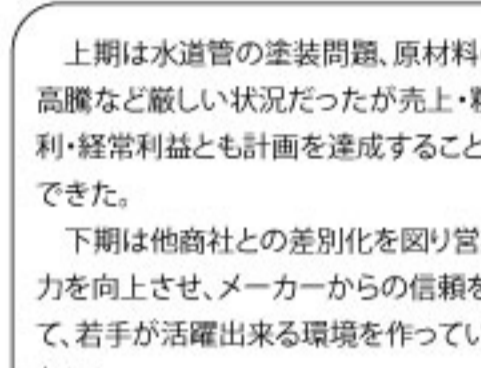 上期は水道管の塗装問題、原材料
高騰など厳しい状況だったが売上・粗
利・経常利益とも計画を達成すること
できた。
下期は他商社との差別化を図り営
力を向上させ、メーカーからの信頼を
て、若手が活躍出来る環境を作ってい